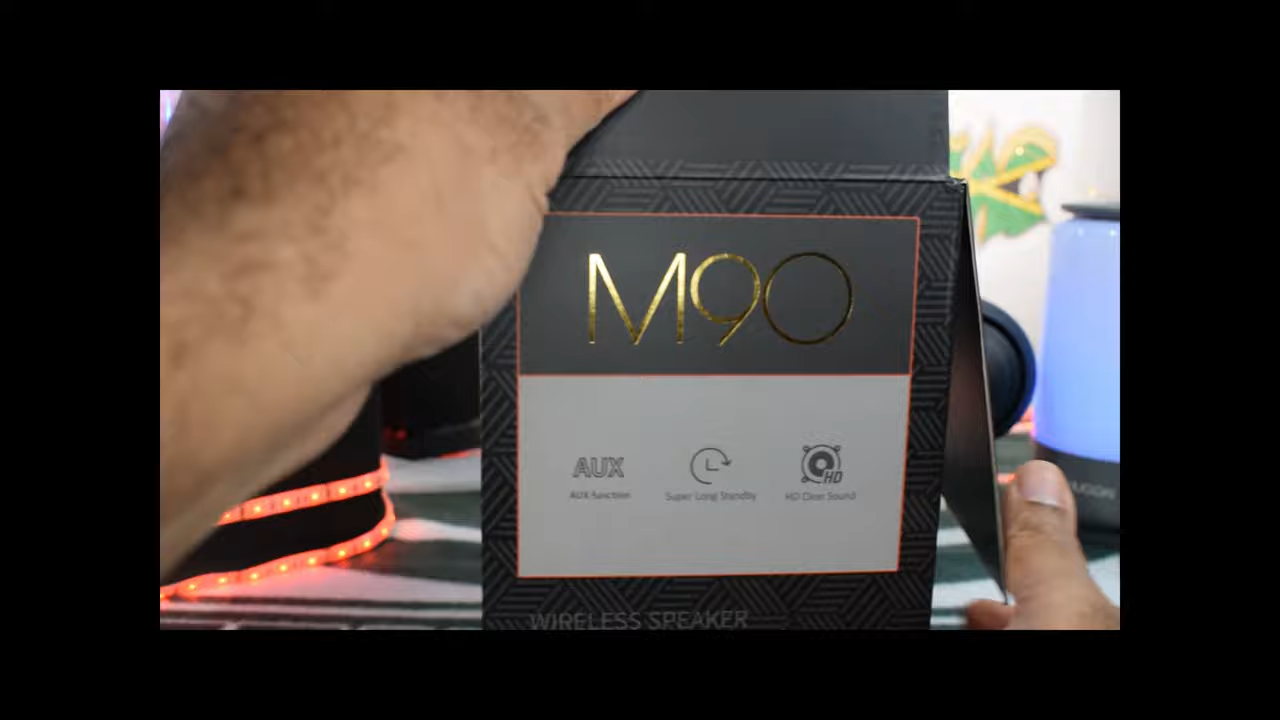 M90
AUX
HD
AUX function
Super Long Standby
HD Clear Sound
WIRELESS SPEAKER